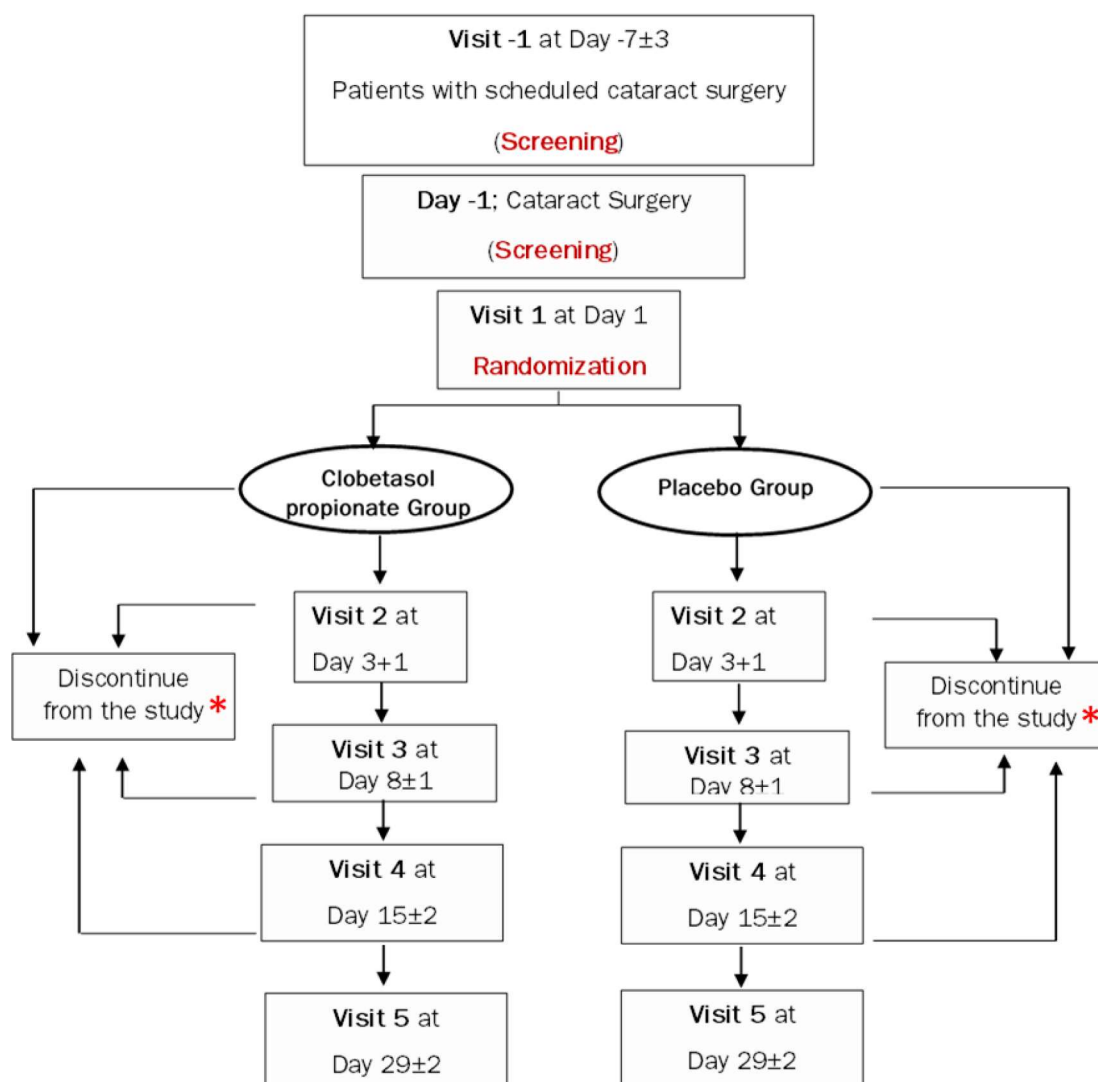 Visit -1 at Day -7±3
Patients with scheduled cataract surgery
(Screening)
Day -1; Cataract Surgery
(Screening)
Visit 1 at Day 1
Randomization
Clobetasol
propionate Group
Placebo Group
Visit 2 at
Day 3+1
Visit 2 at
Day 3+1
Discontinue
from the study *
Discontinue
from the study *
Visit 3 at
Day 8±1
Visit 3 at
Day 8+1
Visit 4 at
Day 15±2
Visit 4 at
Day 15±2
Visit 5 at
Day 29±2
Visit 5 at
Day 29±2